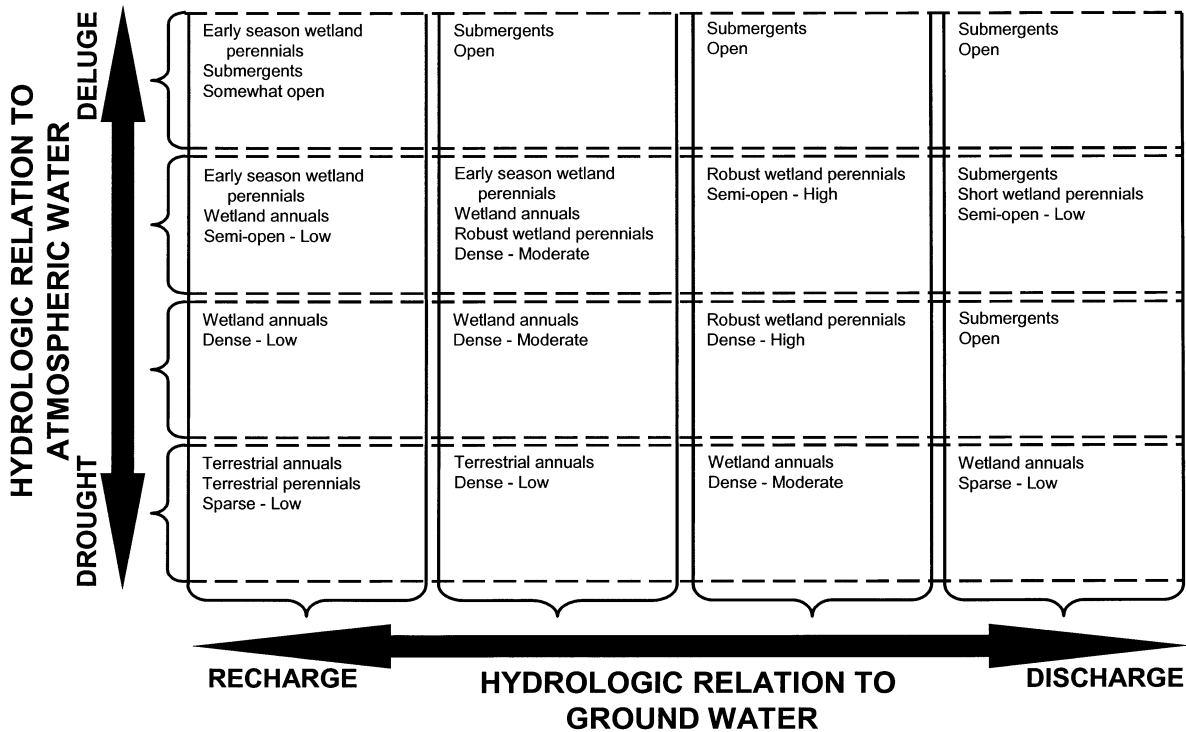 HYDROLOGIC RELATION TO
ATMOSPHERIC WATER
DELUGE
DROUGHT
Early season wetland
perennials
Submergents
Somewhat open
Submergents
Open
Submergents
Open
Submergents
Open
Early season wetland
perennials
Wetland annuals
Semi-open - Low
Early season wetland
perennials
Wetland annuals
Robust wetland perennials
Dense - Moderate
Robust wetland perennials
Semi-open - High
Submergents
Short wetland perennials
Semi-open - Low
Wetland annuals
Dense - Low
Wetland annuals
Dense - Moderate
Robust wetland perennials
Dense - High
Submergents
Open
Terrestrial annuals
Terrestrial perennials
Sparse - Low
Terrestrial annuals
Dense - Low
Wetland annuals
Dense - Moderate
Wetland annuals
Sparse - Low
RECHARGE
HYDROLOGIC RELATION TO
GROUND WATER
DISCHARGE